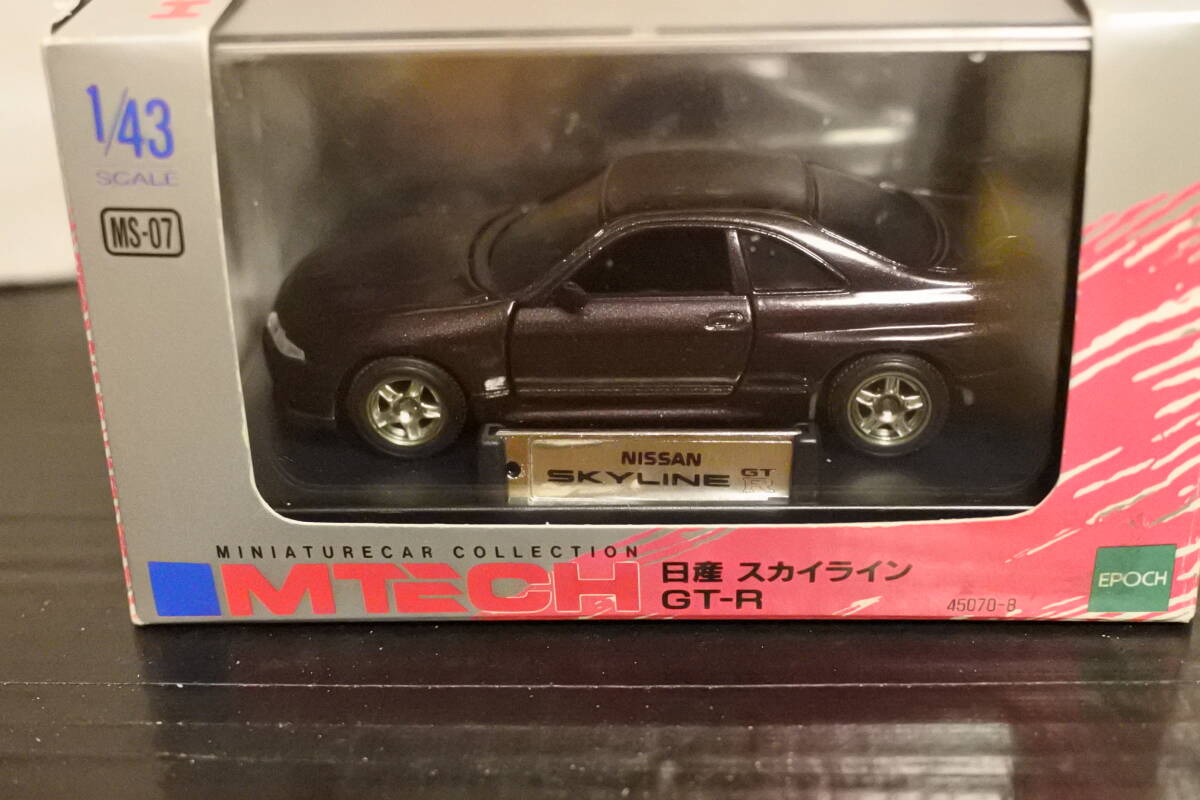 1/43
SCALE
MS-07
NISSAN
SKYLINE GT R
MINIATURECAR COLLECTION
MTECH
日産 スカイライン
GT-R
45070-B
EPOCH